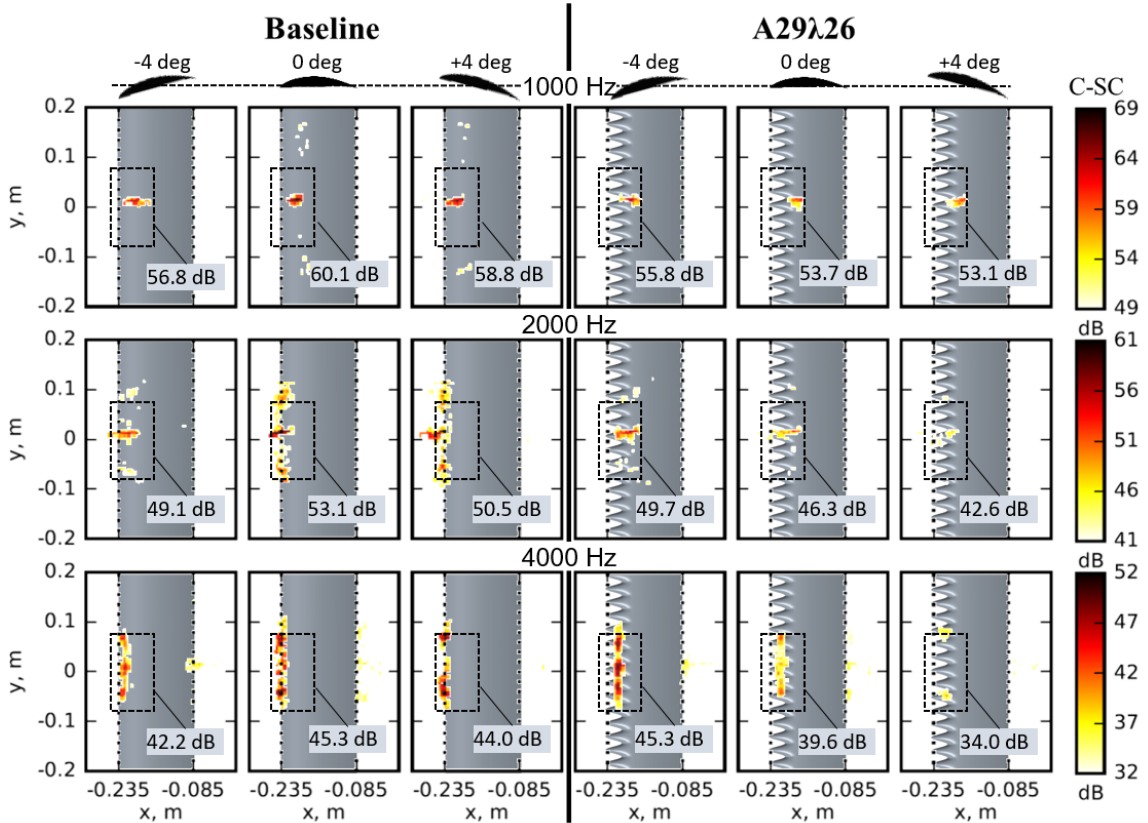 Baseline A29λ26
-4 deg 0 deg +4 deg -4 deg 0 deg +4 deg
1000 Hz C-SC
0.2 69
0.1 64
y, m 0 59
-0.1 54
-0.2 49
56.8 dB 60.1 dB 58.8 dB 55.8 dB 53.7 dB 53.1 dB
2000 Hz dB
0.2 61
0.1 56
y, m 0 51
-0.1 46
-0.2 41
49.1 dB 53.1 dB 50.5 dB 49.7 dB 46.3 dB 42.6 dB
4000 Hz dB
0.2 52
0.1 47
y, m 0 42
-0.1 37
-0.2 32
42.2 dB 45.3 dB 44.0 dB 45.3 dB 39.6 dB 34.0 dB
dB
-0.235 -0.085 -0.235 -0.085 -0.235 -0.085 -0.235 -0.085 -0.235 -0.085 -0.235 -0.085
x, m x, m x, m x, m x, m x, m